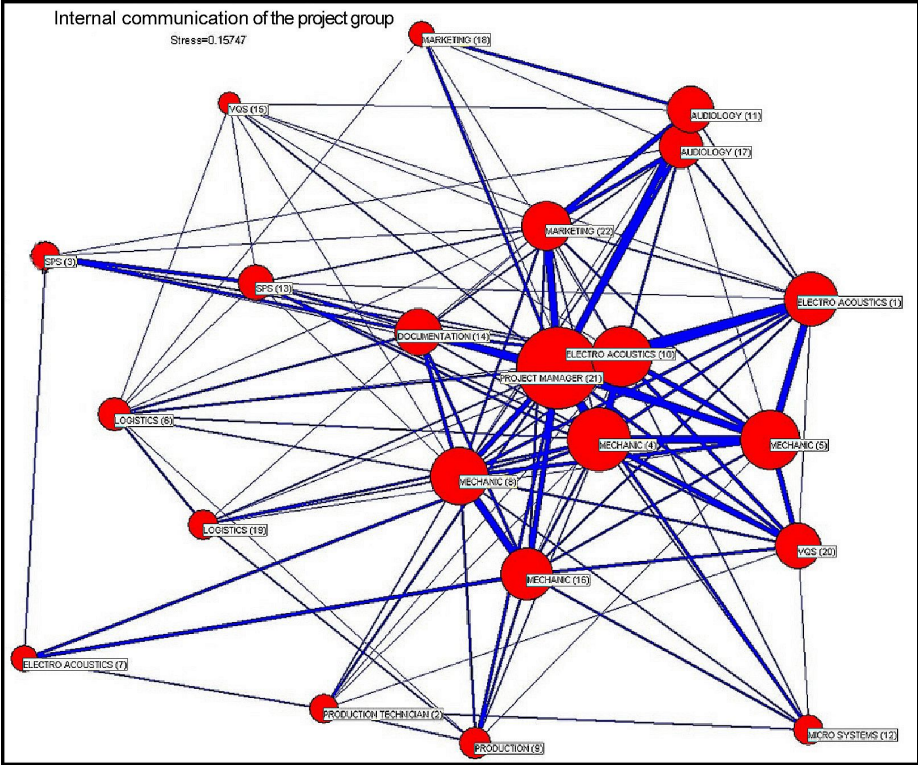 Internal communication of the project group
Stress=0.15747
MARKETING (18)
VQS (15)
AUDIOLOGY (11)
AUDIOLOGY (17)
MARKETING (22)
SPS (3)
SPS (13)
ELECTRO ACOUSTICS (1)
DOCUMENTATION (14)
ELECTRO ACOUSTICS (10)
PROJECT MANAGER (21)
LOGISTICS (6)
MECHANIC (4)
MECHANIC (5)
MECHANIC (8)
LOGISTICS (19)
VQS (20)
MECHANIC (16)
ELECTRO ACOUSTICS (7)
PRODUCTION TECHNICIAN (2)
MICRO SYSTEMS (12)
PRODUCTION (9)